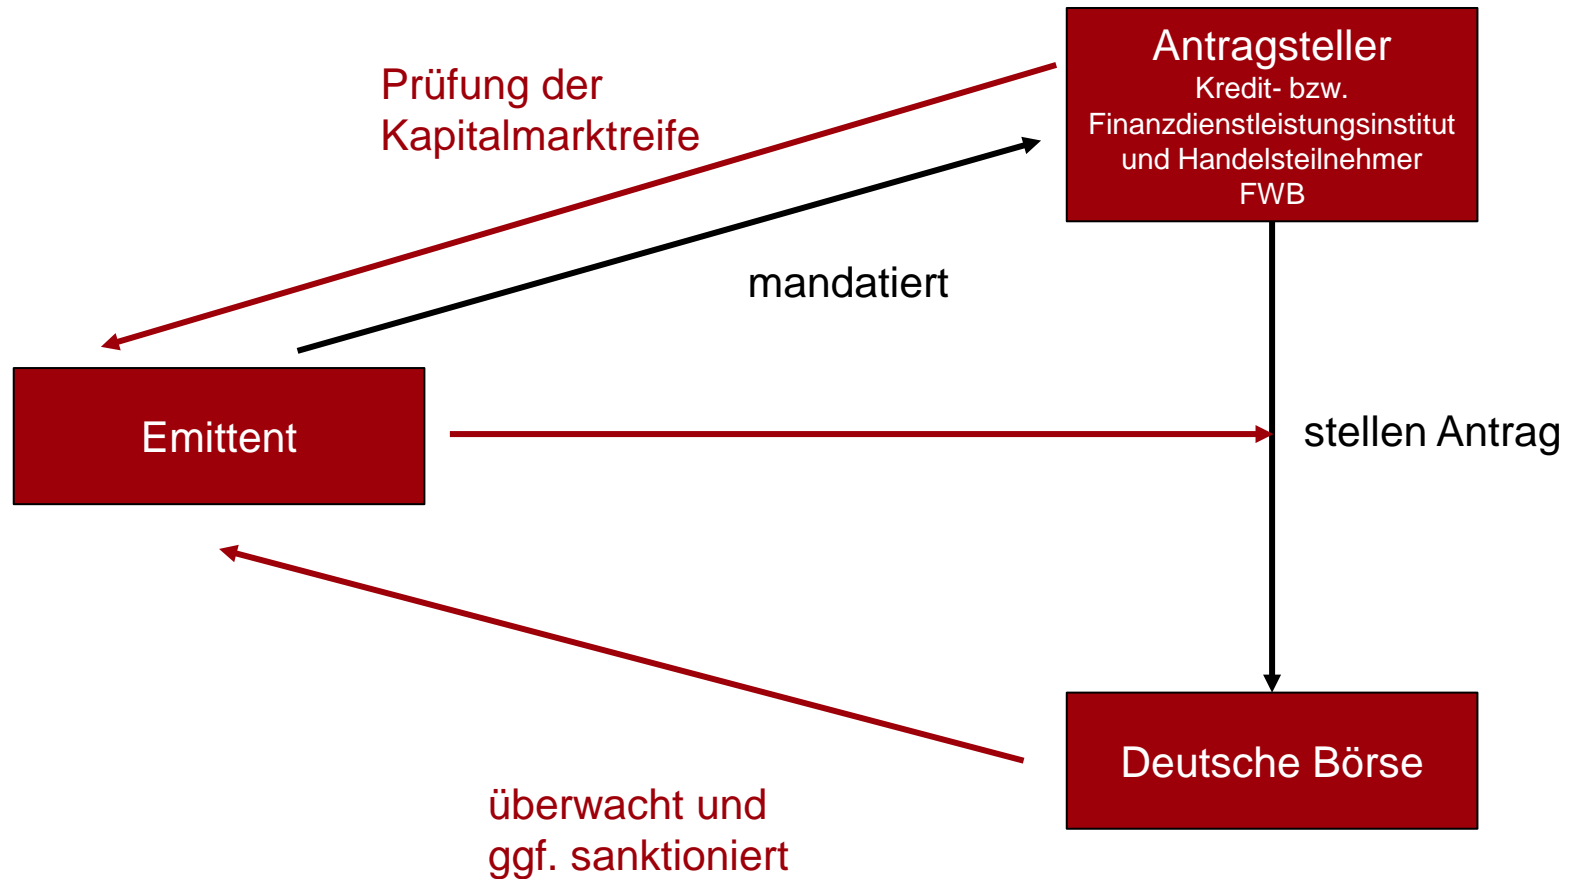 Antragsteller
Kredit- bzw.
Finanzdienstleistungsinstitut
und Handelsteilnehmer
FWB
Prüfung der
Kapitalmarktreife
mandatiert
Emittent
stellen Antrag
Deutsche Börse
überwacht und
ggf. sanktioniert